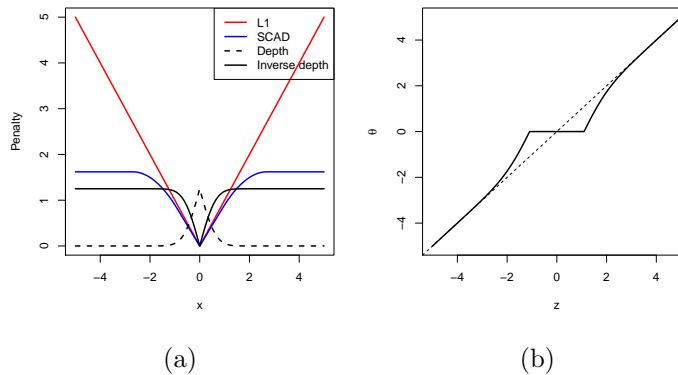 L1
SCAD
Depth
Inverse depth
Penalty
5
4
3
2
1
0
−4 −2 0 2 4
x
(a)
θ
4
2
0
−2
−4
−4 −2 0 2 4
z
(b)